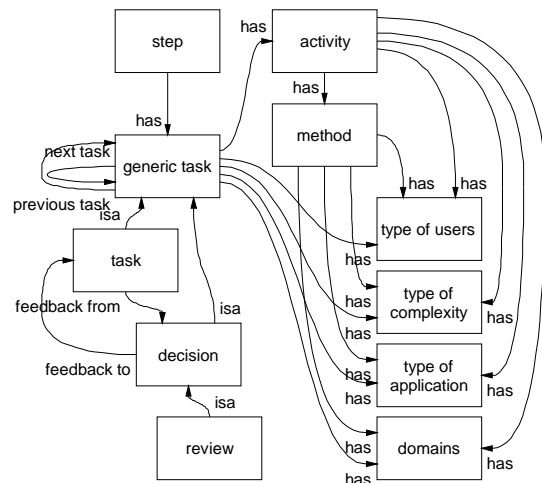 step
has
activity
has
has
method
next task
generic task
has
has
previous task
isa
type of users
has
task
type of
complexity
has
has
feedback from
isa
decision
type of
application
has
has
has
feedback to
isa
review
domains
has
has
has